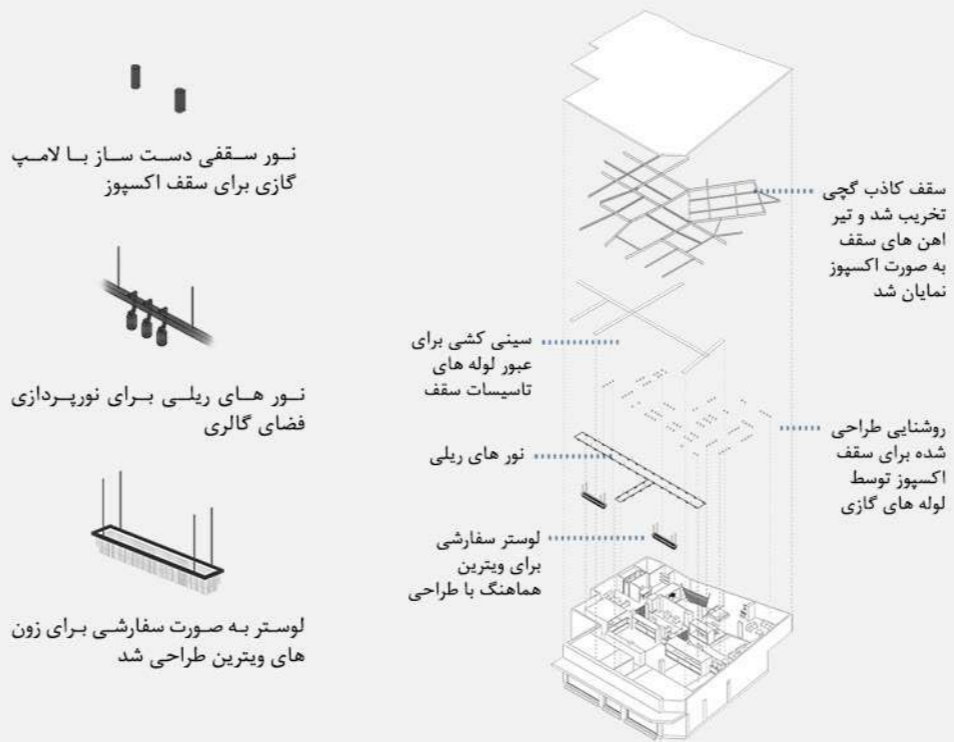 نور سقفی دست ساز با لامپ
گازی برای سقف اکسپوز
نور های ریلی برای نورپردازی
فضای گالری
لوستر به صورت سفارشی برای زون
های ویترین طراحی شد
سقف کاذب گچی
تخریب شد و تیر
اهن های سقف
به صورت اکسپوز
نمایان شد
سینی کشی برای
عبور لوله های
تاسیسات سقف
روشنایی طراحی
شده برای سقف
اکسپوز توسط
لوله های گازی
نور های ریلی
لوستر سفارشی
برای ویترین
هماهنگ با طراحی